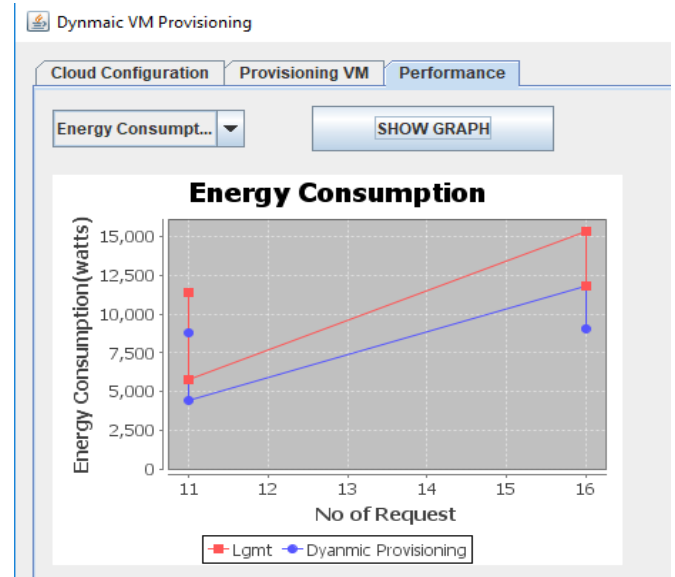 Dynmaic VM Provisioning
Cloud Configuration Provisioning VM Performance
Energy Consumpt... SHOW GRAPH
Energy Consumption
Energy Consumption(watts)
15,000
12,500
10,000
7,500
5,000
2,500
0
11 12 13 14 15 16
No of Request
Lgmt Dyanmic Provisioning